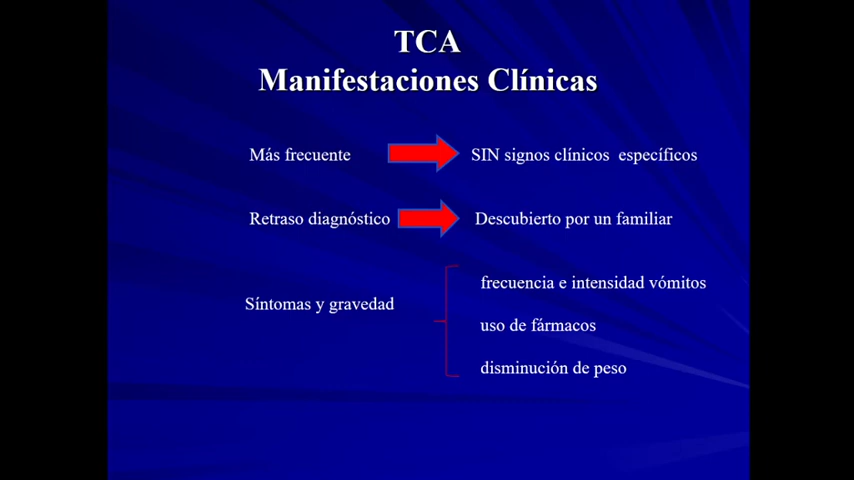 TCA
Manifestaciones Clínicas
Más frecuente
SIN signos clínicos específicos
Retraso diagnóstico
Descubierto por un familiar
Síntomas y gravedad
frecuencia e intensidad vómitos
uso de fármacos
disminución de peso